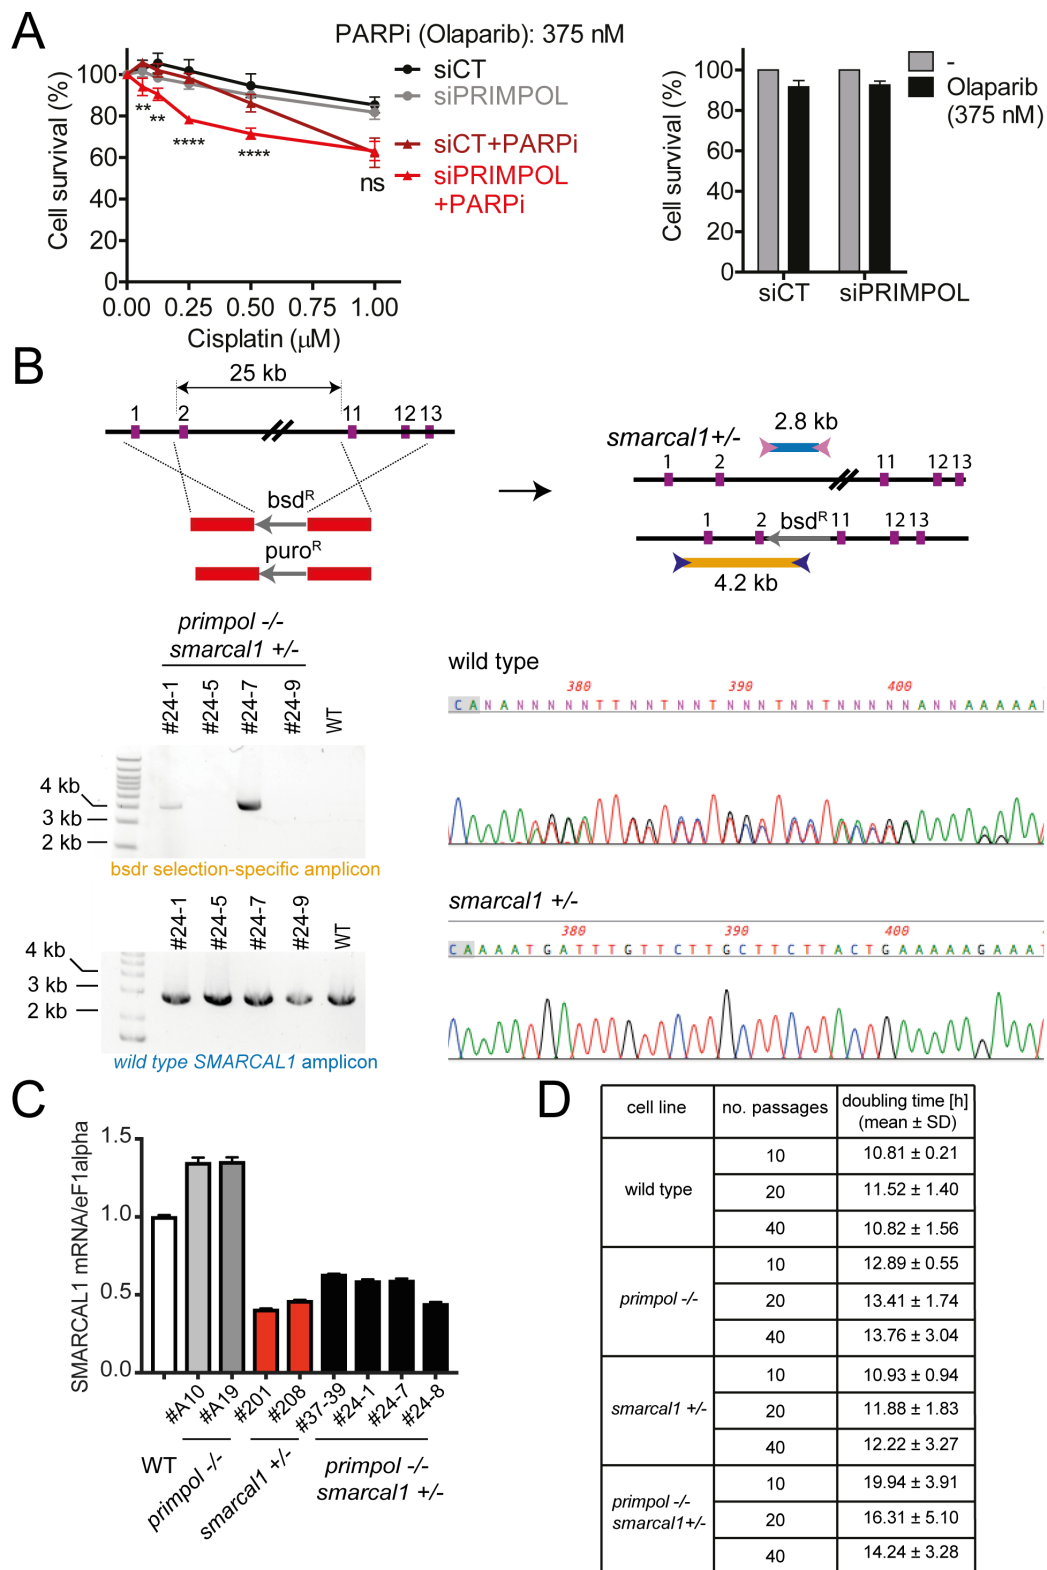 A
PARPi (Olaparib): 375 nM
Cell survival (%)
100
80
60
40
20
0
0.00 0.25 0.50 0.75 1.00
Cisplatin (μM)
** ** **** **** ns
siCT
siPRIMPOL
siCT+PARPi
siPRIMPOL
+PARPi
Cell survival (%)
100
80
60
40
20
0
siCT siPRIMPOL
-
Olaparib
(375 nM)
B
25 kb
1 2 11 12 13
bsdR
puroR
smarcal1+/-
2.8 kb
1 2 11 12 13
1 2 bsdR 11 12 13
4.2 kb
primpol -/-
smarcal1 +/-
#24-1 #24-5 #24-7 #24-9 WT
4 kb
3 kb
2 kb
bsdr selection-specific amplicon
#24-1 #24-5 #24-7 #24-9 WT
4 kb
3 kb
2 kb
wild type SMARCAL1 amplicon
wild type
380 390 400
C A N A N N N N N T T N N T N N T N N N T N N T N N N N N A N N A A A A A
smarcal1 +/-
380 390 400
C A A A A T G A T T T G T T C T T G C T T C T T A C T G A A A A A G A A A T
C
SMARCAL1 mRNA/eF1alpha
1.5
1.0
0.5
0.0
WT #A10 #A19 #201 #208 #37-39 #24-1 #24-7 #24-8
primpol -/-
smarcal1 +/-
primpol -/-
smarcal1 +/-
D
cell line no. passages doubling time [h]
(mean ± SD)
wild type
10 10.81 ± 0.21
20 11.52 ± 1.40
40 10.82 ± 1.56
primpol -/-
10 12.89 ± 0.55
20 13.41 ± 1.74
40 13.76 ± 3.04
smarcal1 +/-
10 10.93 ± 0.94
20 11.88 ± 1.83
40 12.22 ± 3.27
primpol -/-
smarcal1+/-
10 19.94 ± 3.91
20 16.31 ± 5.10
40 14.24 ± 3.28